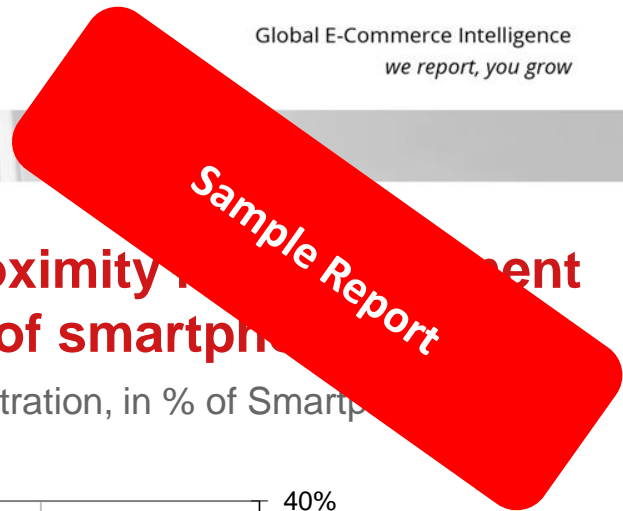 Global E-Commerce Intelligence
we report, you grow
Sample Report
oximity ent
of smartph
tration, in % of Smartp
40%